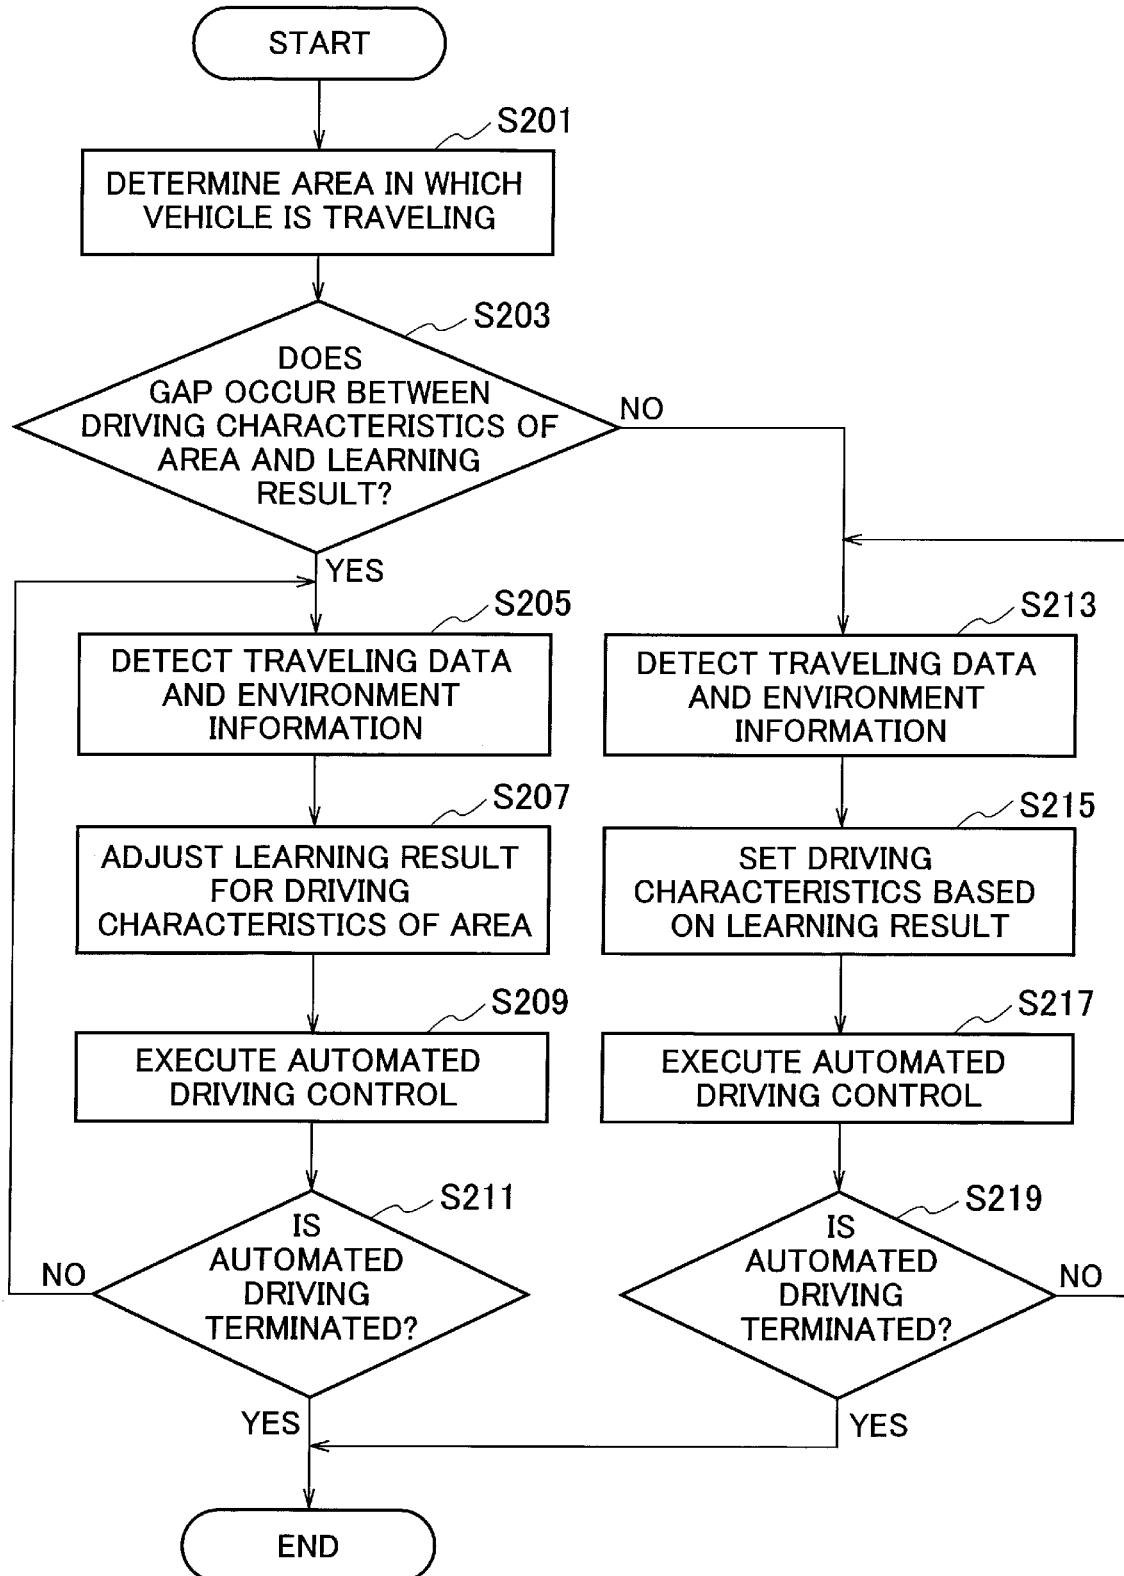 START
S201
DETERMINE AREA IN WHICH
VEHICLE IS TRAVELING
S203
DOES
GAP OCCUR BETWEEN
DRIVING CHARACTERISTICS OF
AREA AND LEARNING
RESULT?
NO
YES
S205
DETECT TRAVELING DATA
AND ENVIRONMENT
INFORMATION
S207
ADJUST LEARNING RESULT
FOR DRIVING
CHARACTERISTICS OF AREA
S209
EXECUTE AUTOMATED
DRIVING CONTROL
S211
IS
AUTOMATED
DRIVING
TERMINATED?
NO
YES
S213
DETECT TRAVELING DATA
AND ENVIRONMENT
INFORMATION
S215
SET DRIVING
CHARACTERISTICS BASED
ON LEARNING RESULT
S217
EXECUTE AUTOMATED
DRIVING CONTROL
S219
IS
AUTOMATED
DRIVING
TERMINATED?
NO
YES
END